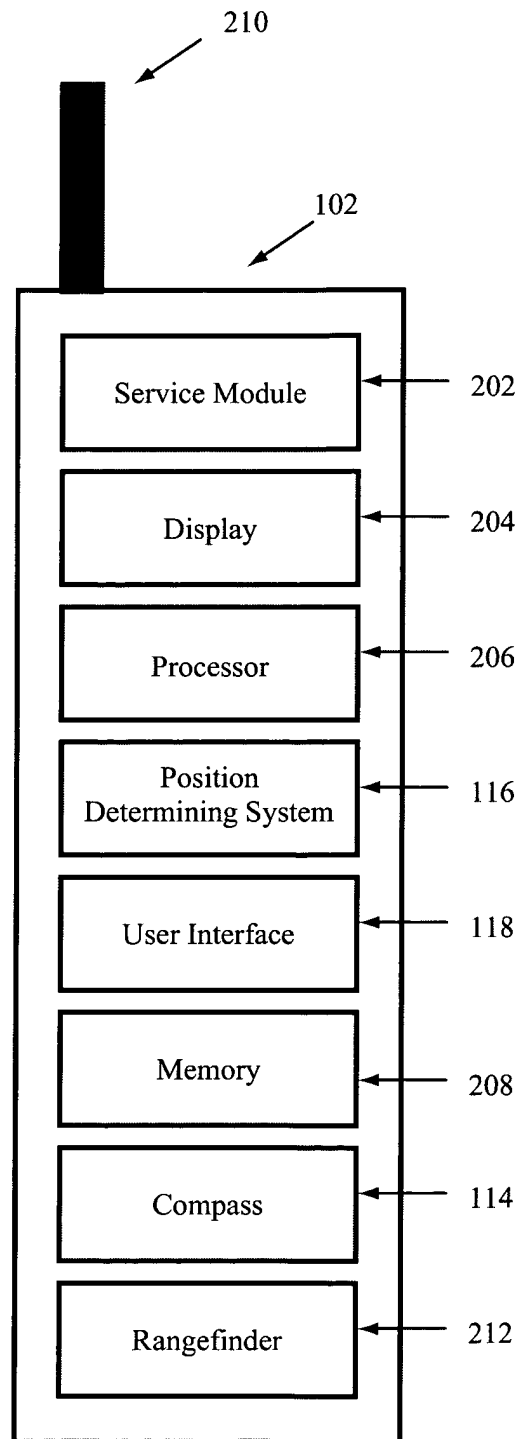 210
102
Service Module
202
Display
204
Processor
206
Position
Determining System
116
User Interface
118
Memory
208
Compass
114
Rangefinder
212